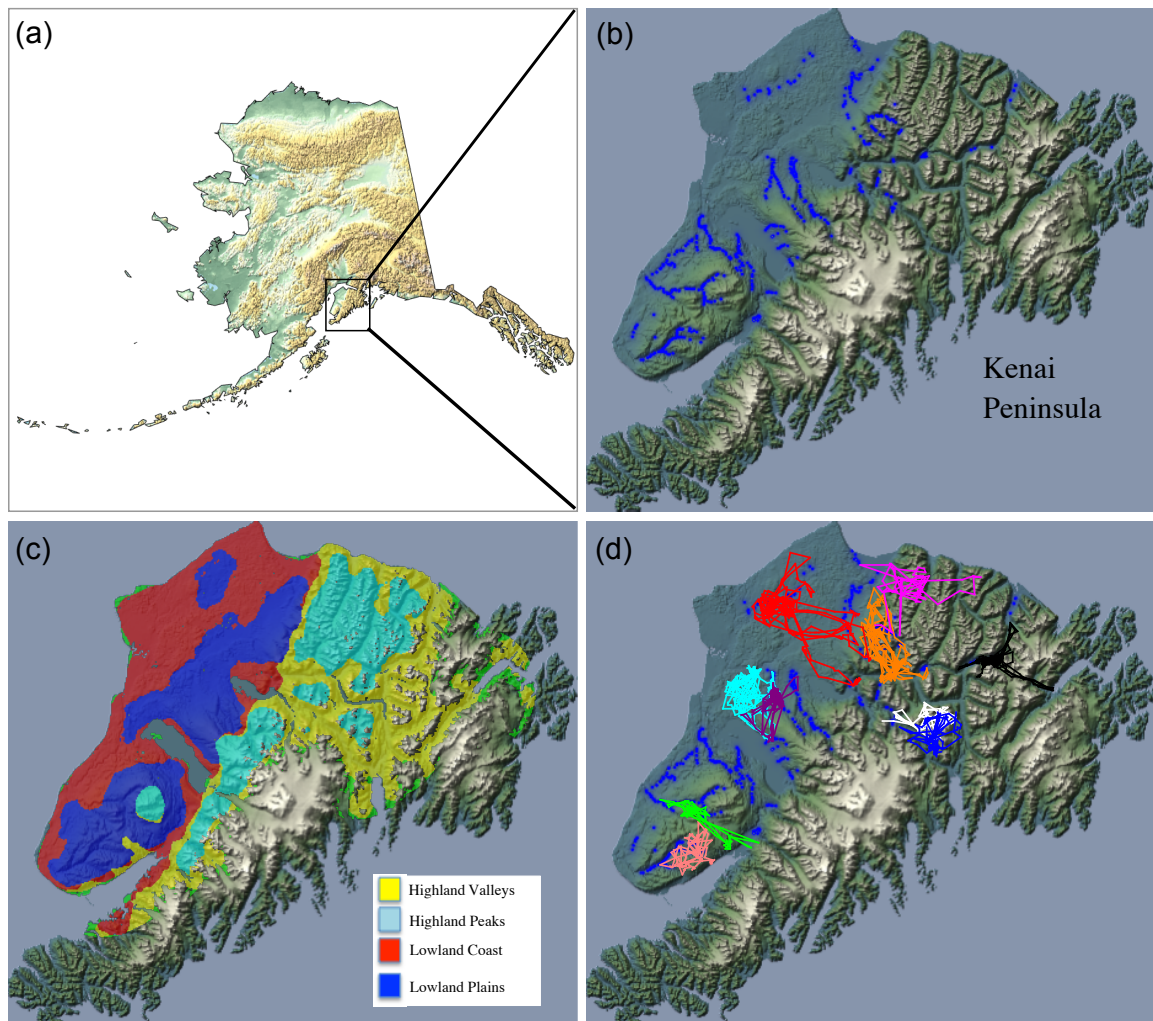 (a)
(b)
Kenai
Peninsula
(c)
Highland Valleys
Highland Peaks
Lowland Coast
Lowland Plains
(d)